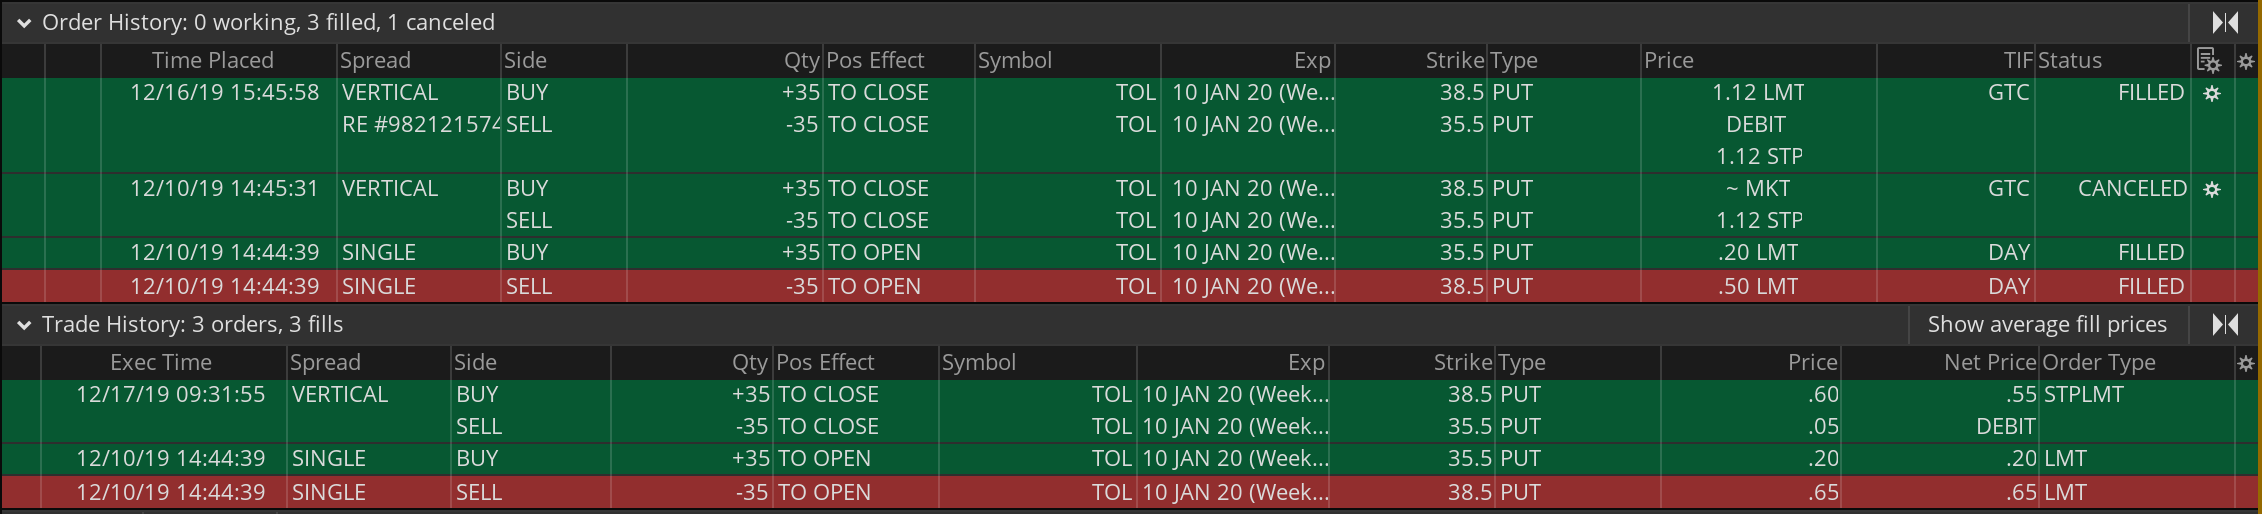 Order History: 0 working, 3 filled, 1 canceled
Time Placed Spread Side Qty Pos Effect Symbol Exp Strike Type Price TIF Status
12/16/19 15:45:58 VERTICAL BUY +35 TO CLOSE TOL 10 JAN 20 (We... 38.5 PUT 1.12 LMT GTC FILLED
RE #982121574 SELL -35 TO CLOSE TOL 10 JAN 20 (We... 35.5 PUT DEBIT
1.12 STP
12/10/19 14:45:31 VERTICAL BUY +35 TO CLOSE TOL 10 JAN 20 (We... 38.5 PUT ~ MKT GTC CANCELED
SELL -35 TO CLOSE TOL 10 JAN 20 (We... 35.5 PUT 1.12 STP
12/10/19 14:44:39 SINGLE BUY +35 TO OPEN TOL 10 JAN 20 (We... 35.5 PUT .20 LMT DAY FILLED
12/10/19 14:44:39 SINGLE SELL -35 TO OPEN TOL 10 JAN 20 (We... 38.5 PUT .50 LMT DAY FILLED
Trade History: 3 orders, 3 fills Show average fill prices
Exec Time Spread Side Qty Pos Effect Symbol Exp Strike Type Price Net Price Order Type
12/17/19 09:31:55 VERTICAL BUY +35 TO CLOSE TOL 10 JAN 20 (Week... 38.5 PUT .60 .55 STPLMT
SELL -35 TO CLOSE TOL 10 JAN 20 (Week... 35.5 PUT .05 DEBIT
12/10/19 14:44:39 SINGLE BUY +35 TO OPEN TOL 10 JAN 20 (Week... 35.5 PUT .20 .20 LMT
12/10/19 14:44:39 SINGLE SELL -35 TO OPEN TOL 10 JAN 20 (Week... 38.5 PUT .65 .65 LMT